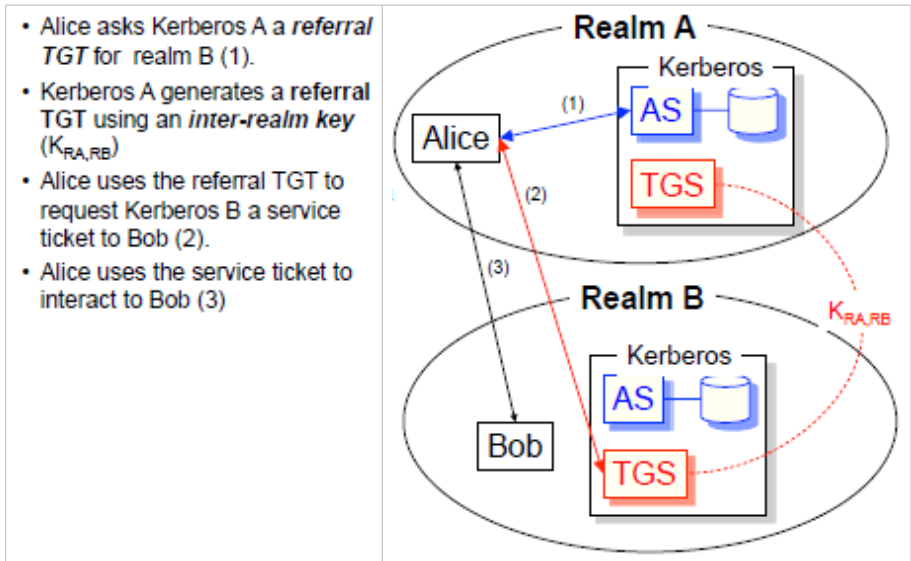 • Alice asks Kerberos A a referral
TGT for realm B (1).
• Kerberos A generates a referral
TGT using an inter-realm key
(K_RA,RB)
• Alice uses the referral TGT to
request Kerberos B a service
ticket to Bob (2).
• Alice uses the service ticket to
interact to Bob (3)
Realm A
Kerberos
(1)
AS
Alice
TGS
(2)
(3)
Realm B
K_RA,RB
Kerberos
AS
Bob
TGS